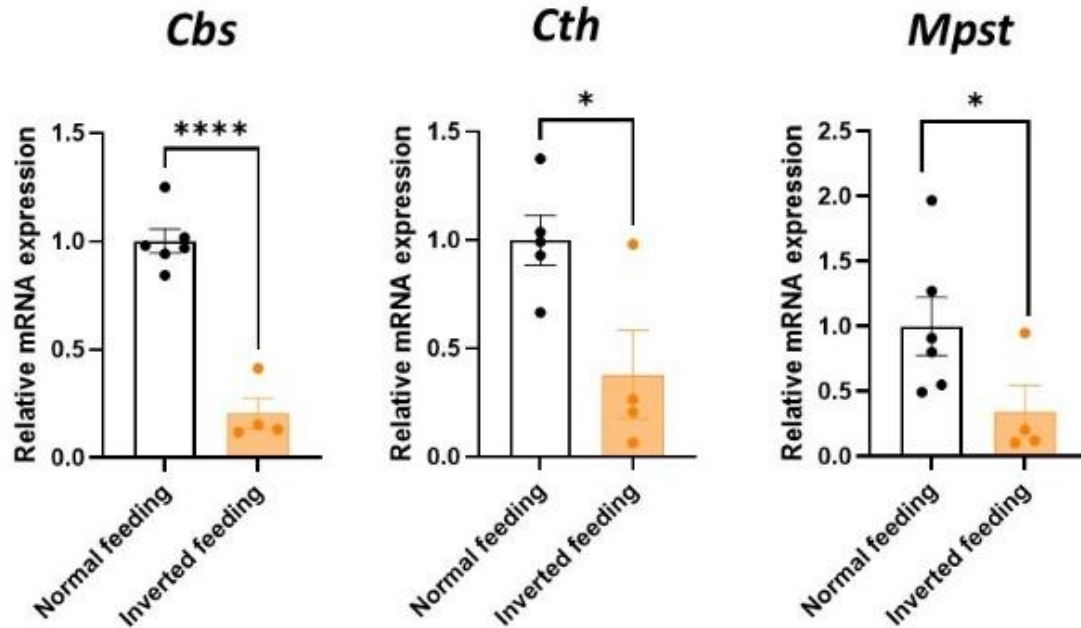 Cbs
Cth
Mpst
Relative mRNA expression
1.5
1.0
0.5
0.0
****
Normal feeding
Inverted feeding
Relative mRNA expression
1.5
1.0
0.5
0.0
*
Normal feeding
Inverted feeding
Relative mRNA expression
2.5
2.0
1.5
1.0
0.5
0.0
*
Normal feeding
Inverted feeding